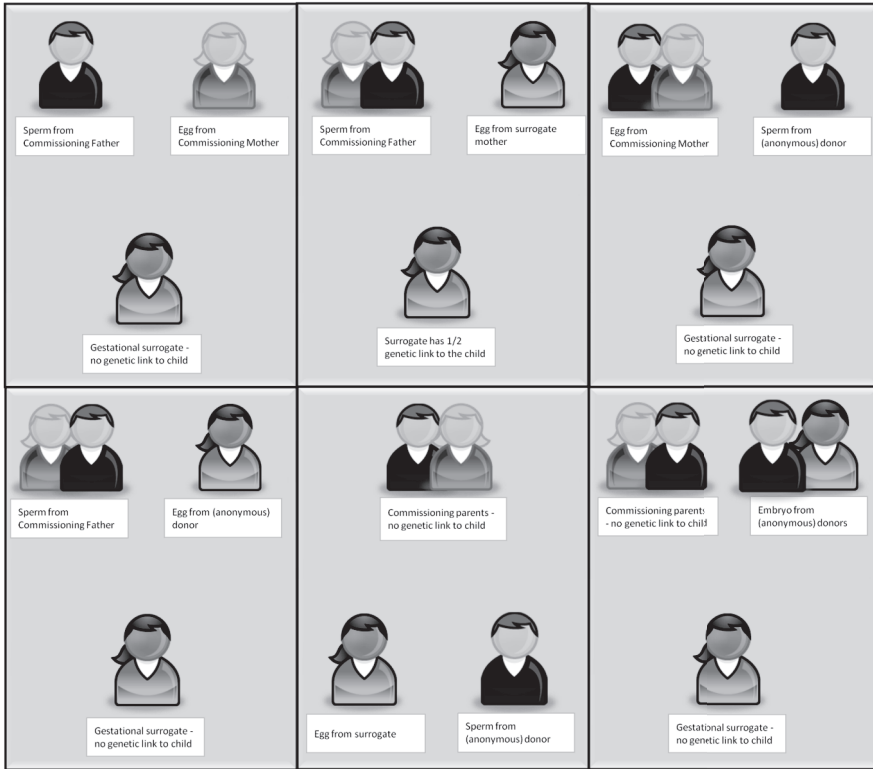 Sperm from
Commissioning Father
Egg from
Commissioning Mother
Gestational surrogate -
no genetic link to child
Sperm from
Commissioning Father
Egg from surrogate
mother
Surrogate has 1/2
genetic link to the child
Egg from
Commissioning Mother
Sperm from
(anonymous) donor
Gestational surrogate -
no genetic link to child
Sperm from
Commissioning Father
Egg from (anonymous)
donor
Gestational surrogate -
no genetic link to child
Commissioning parents -
no genetic link to child
Egg from surrogate
Sperm from
(anonymous) donor
Commissioning parents
- no genetic link to child
Embryo from
(anonymous) donors
Gestational surrogate -
no genetic link to child